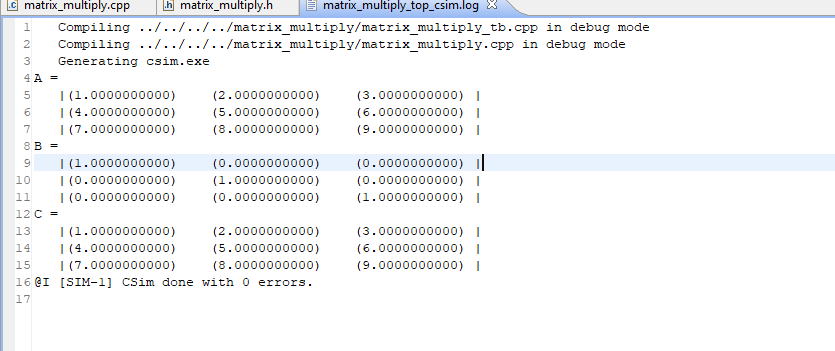 matrix_multiply.cpp matrix_multiply.h matrix_multiply_top_csim.log
1 Compiling ../../../../matrix_multiply/matrix_multiply_tb.cpp in debug mode
2 Compiling ../../../../matrix_multiply/matrix_multiply.cpp in debug mode
3 Generating csim.exe
4 A =
5 |(1.0000000000) (2.0000000000) (3.0000000000) |
6 |(4.0000000000) (5.0000000000) (6.0000000000) |
7 |(7.0000000000) (8.0000000000) (9.0000000000) |
8 B =
9 |(1.0000000000) (0.0000000000) (0.0000000000) |
10 |(0.0000000000) (1.0000000000) (0.0000000000) |
11 |(0.0000000000) (0.0000000000) (1.0000000000) |
12 C =
13 |(1.0000000000) (2.0000000000) (3.0000000000) |
14 |(4.0000000000) (5.0000000000) (6.0000000000) |
15 |(7.0000000000) (8.0000000000) (9.0000000000) |
16 @I [SIM-1] CSim done with 0 errors.
17